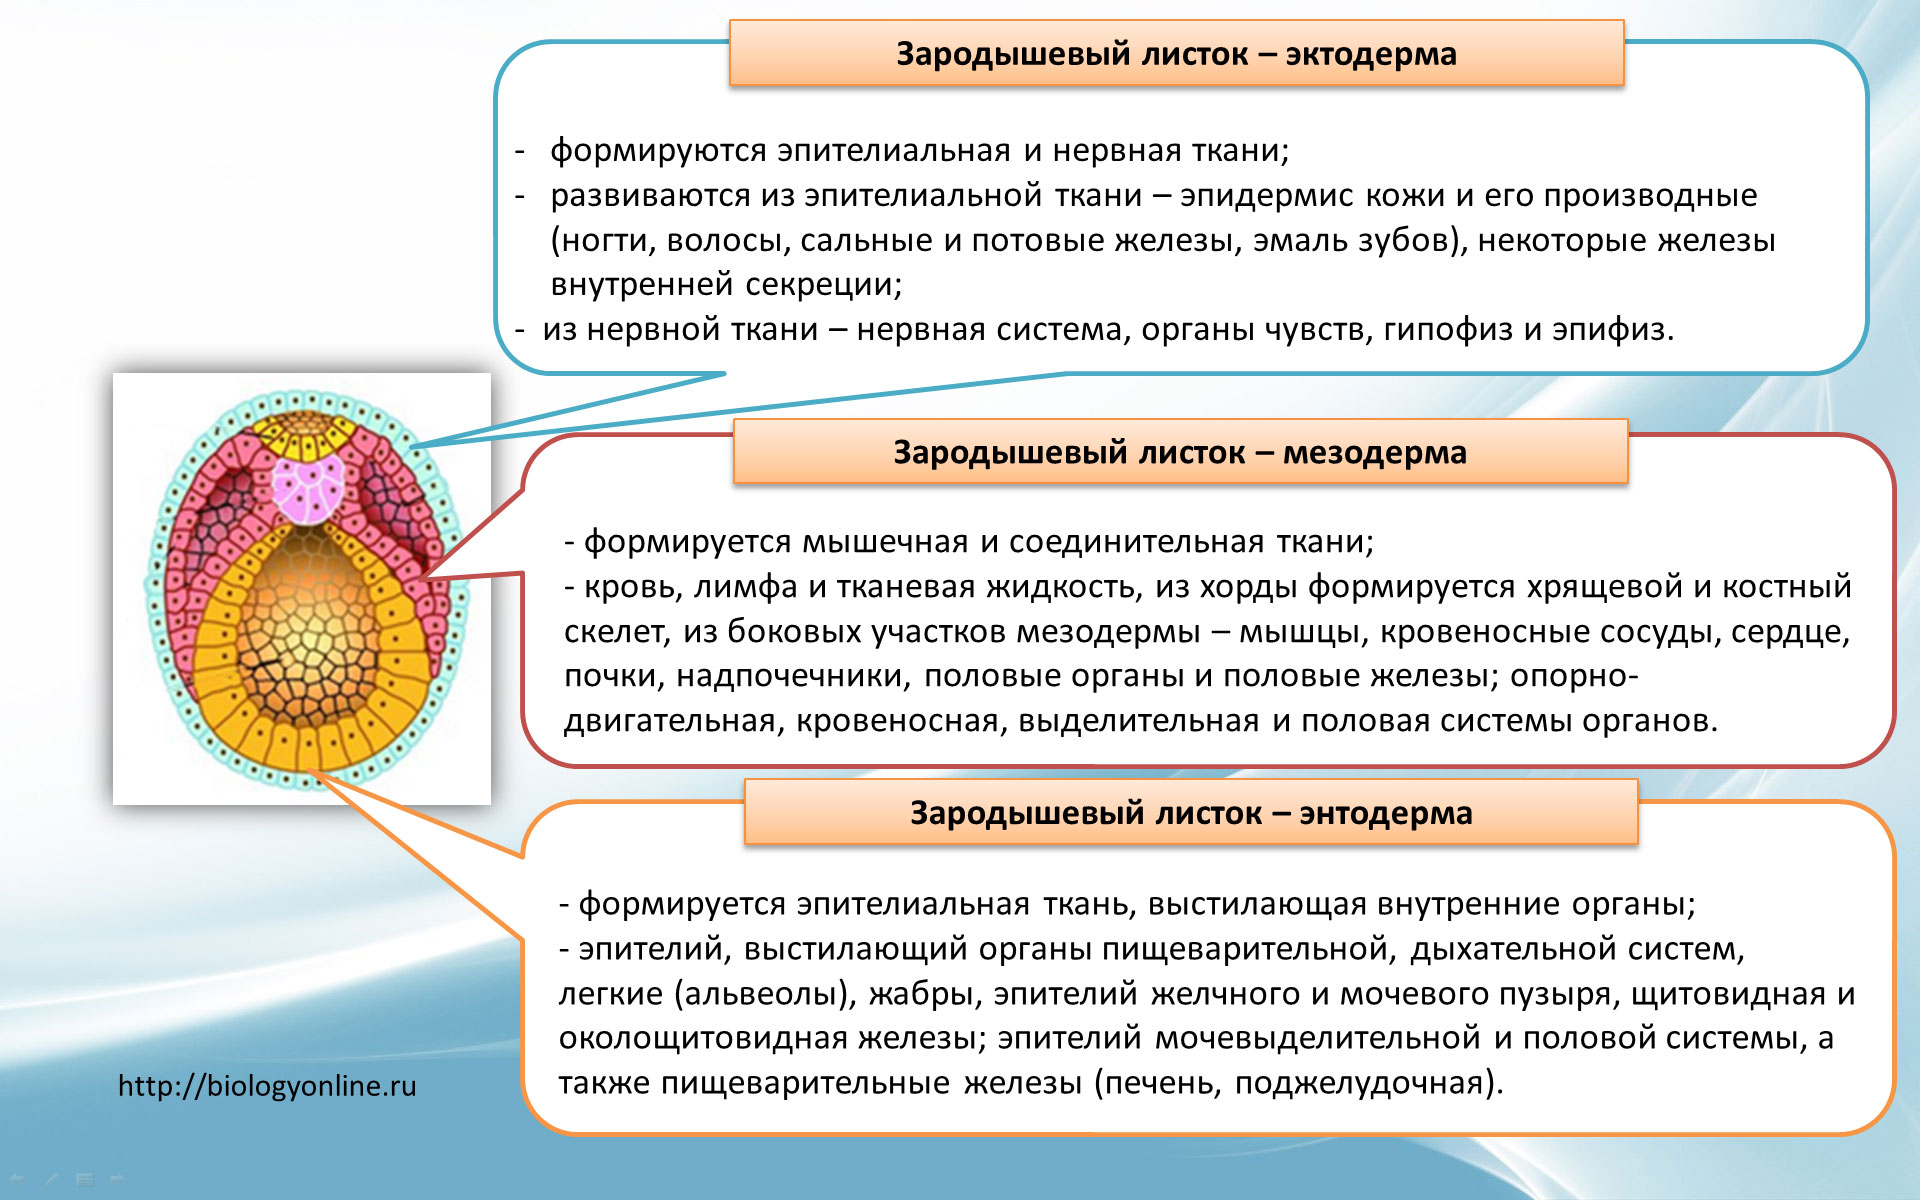 Зародышевый листок – эктодерма
- формируются эпителиальная и нервная ткани;
- развиваются из эпителиальной ткани – эпидермис кожи и его производные
(ногти, волосы, сальные и потовые железы, эмаль зубов), некоторые железы
внутренней секреции;
- из нервной ткани – нервная система, органы чувств, гипофиз и эпифиз.
Зародышевый листок – мезодерма
- формируется мышечная и соединительная ткани;
- кровь, лимфа и тканевая жидкость, из хорды формируется хрящевой и костный
скелет, из боковых участков мезодермы – мышцы, кровеносные сосуды, сердце,
почки, надпочечники, половые органы и половые железы; опорно-
двигательная, кровеносная, выделительная и половая системы органов.
Зародышевый листок – энтодерма
- формируется эпителиальная ткань, выстилающая внутренние органы;
- эпителий, выстилающий органы пищеварительной, дыхательной систем,
легкие (альвеолы), жабры, эпителий желчного и мочевого пузыря, щитовидная и
околощитовидная железы; эпителий мочевыделительной и половой системы, а
также пищеварительные железы (печень, поджелудочная).
http://biologyonline.ru